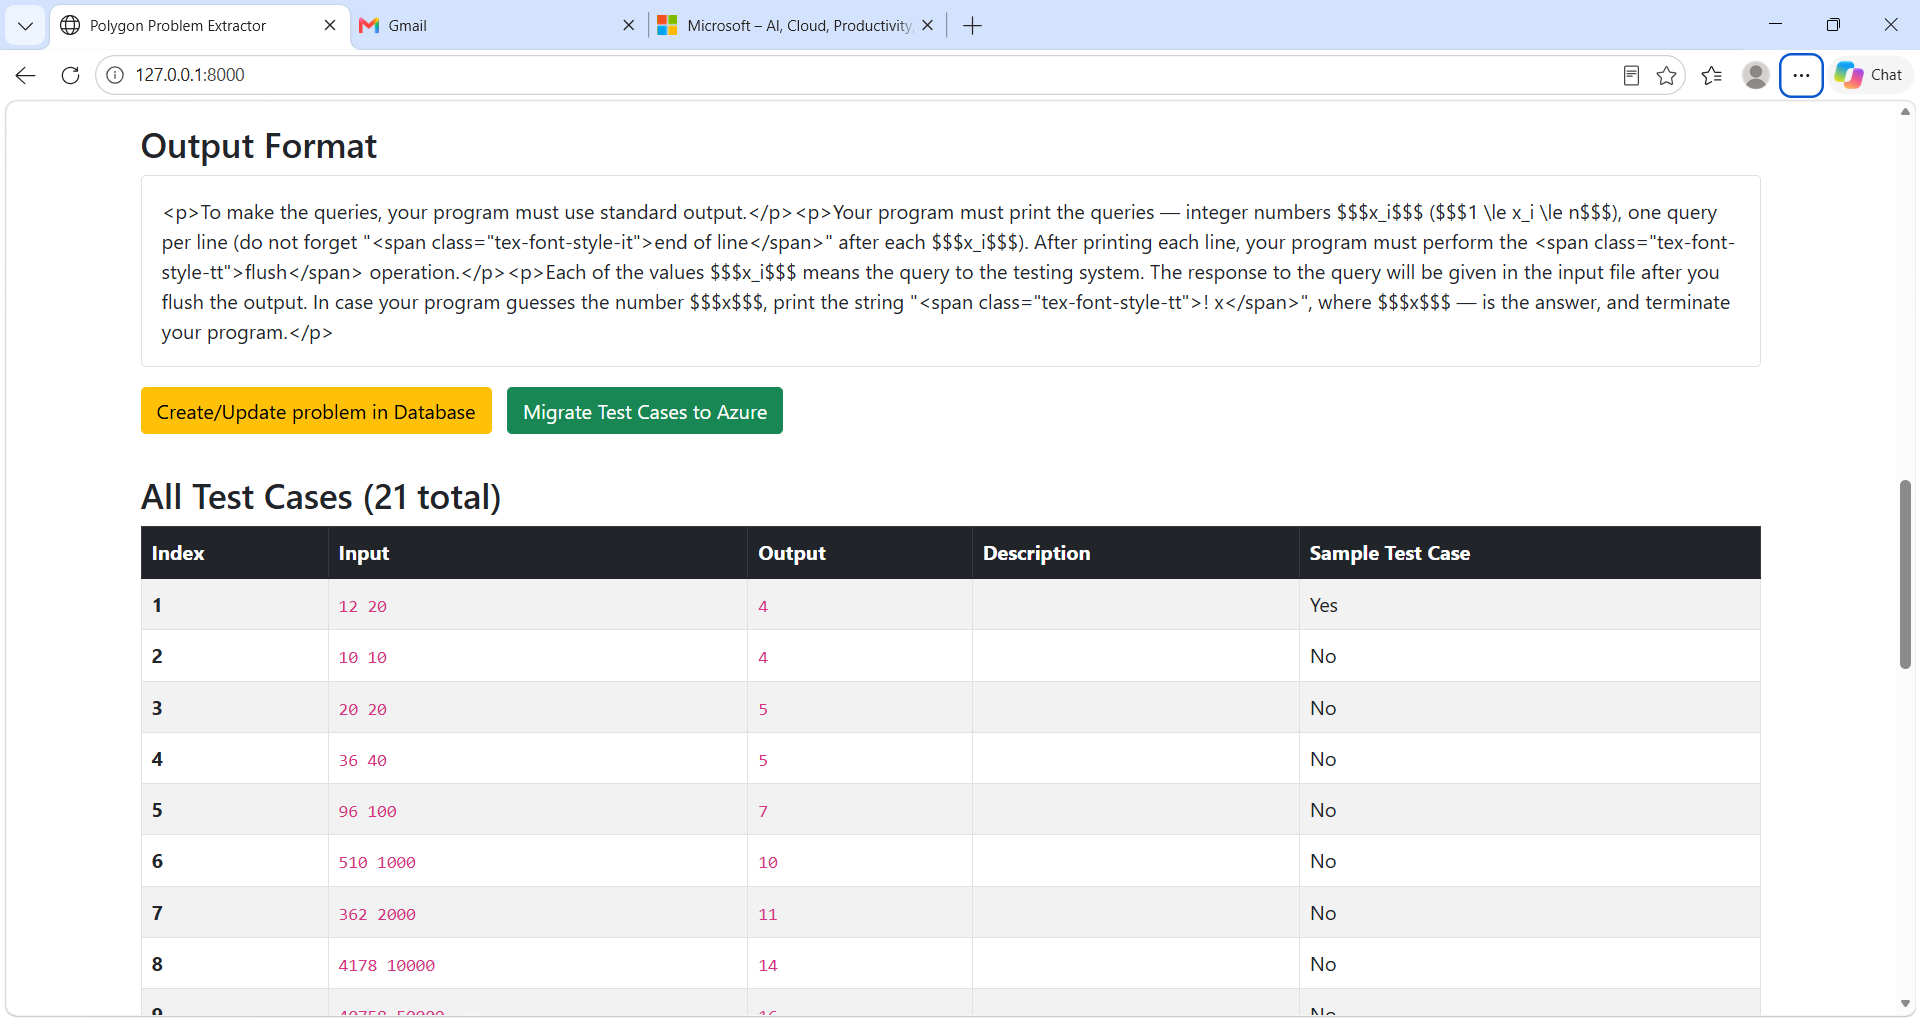 Polygon Problem Extractor
Gmail
Microsoft – AI, Cloud, Productivity,
127.0.0.1:8000
Chat
Output Format
<p>To make the queries, your program must use standard output.</p><p>Your program must print the queries — integer numbers $$$x_i$$$ ($$$1 \le x_i \le n$$$), one query
per line (do not forget "<span class="tex-font-style-it">end of line</span>" after each $$$x_i$$$). After printing each line, your program must perform the <span class="tex-font-
style-tt">flush</span> operation.</p><p>Each of the values $$$x_i$$$ means the query to the testing system. The response to the query will be given in the input file after you
flush the output. In case your program guesses the number $$$x$$$, print the string "<span class="tex-font-style-tt">! x</span>", where $$$x$$$ — is the answer, and terminate
your program.</p>
Create/Update problem in Database Migrate Test Cases to Azure
All Test Cases (21 total)
Index Input Output Description Sample Test Case
1 12 20 4 Yes
2 10 10 4 No
3 20 20 5 No
4 36 40 5 No
5 96 100 7 No
6 510 1000 10 No
7 362 2000 11 No
8 4178 10000 14 No
9 No